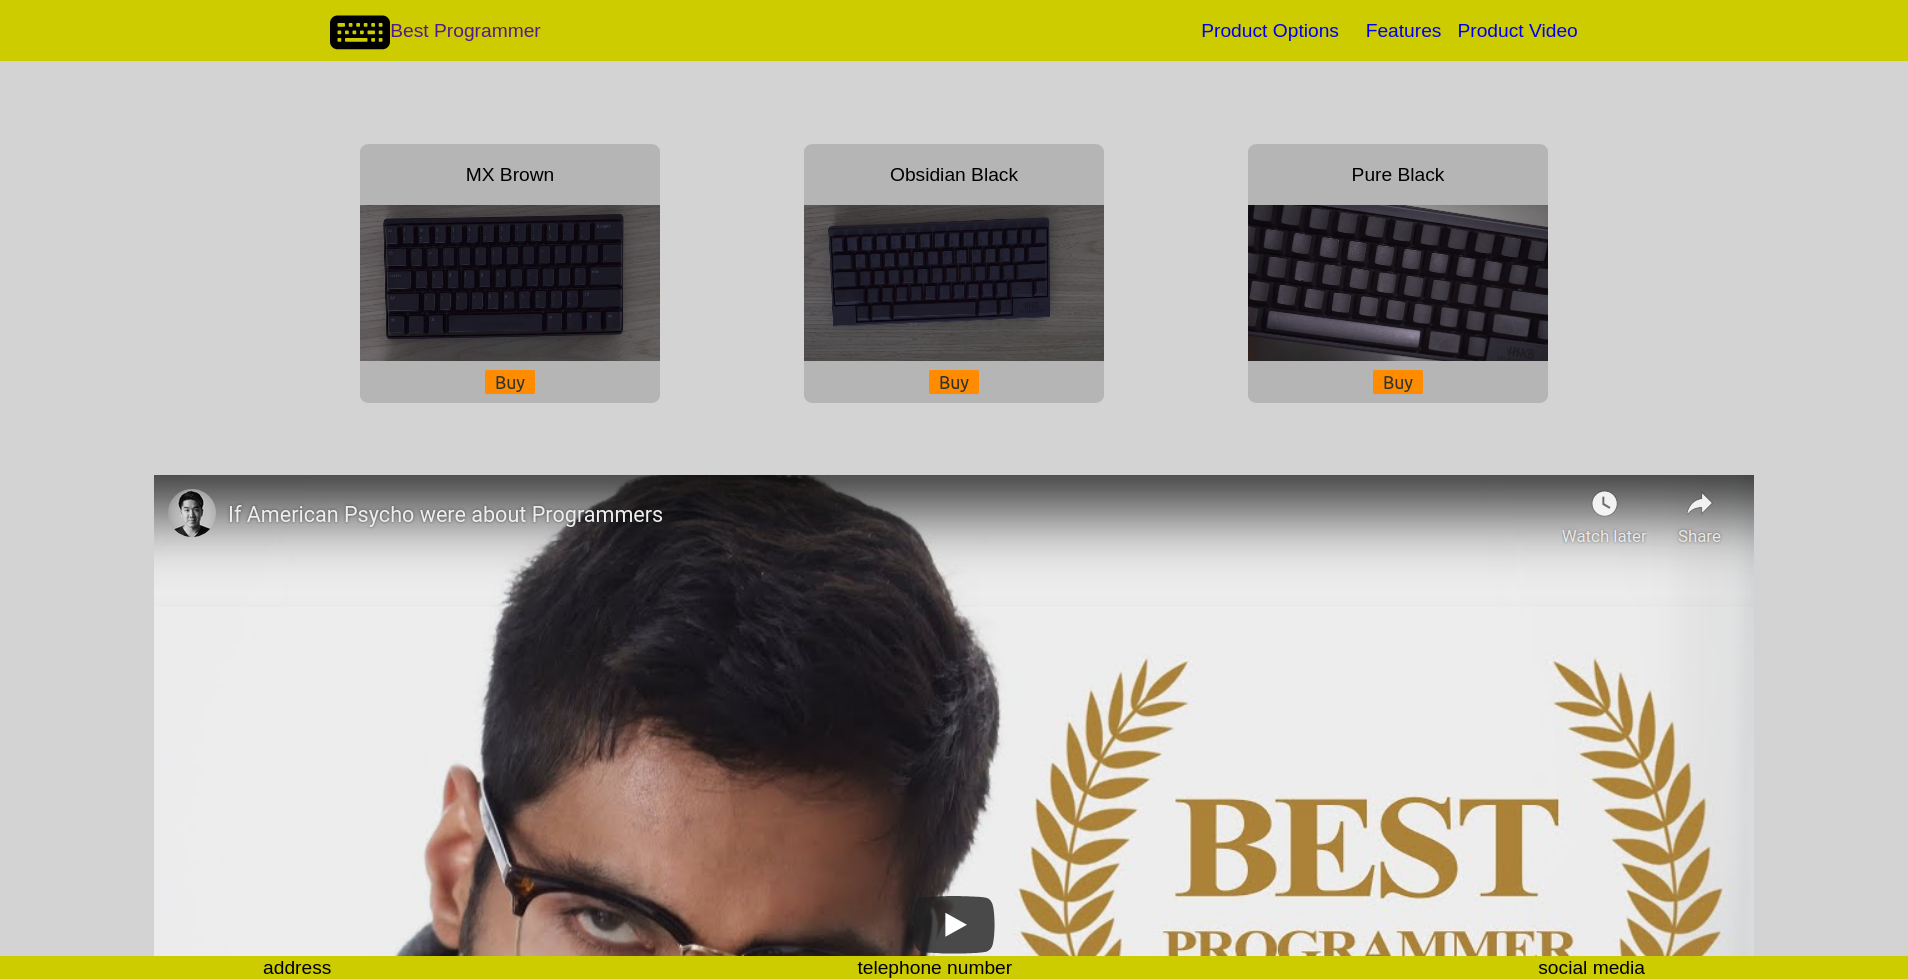 Best Programmer Product Options Features Product Video
MX Brown Obsidian Black Pure Black
Buy Buy Buy
If American Psycho were about Programmers
Watch later Share
BEST
PROGRAMMER
address telephone number social media